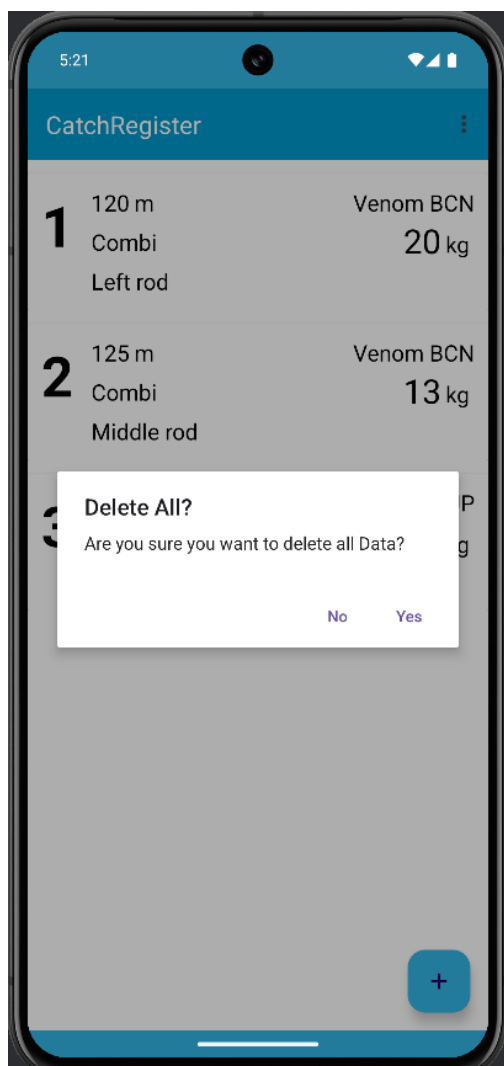 5:21
CatchRegister
1
120 m
Venom BCN
Combi
20 kg
Left rod
2
125 m
Venom BCN
Combi
13 kg
Middle rod
3
Delete All?
Are you sure you want to delete all Data?
No
Yes
+